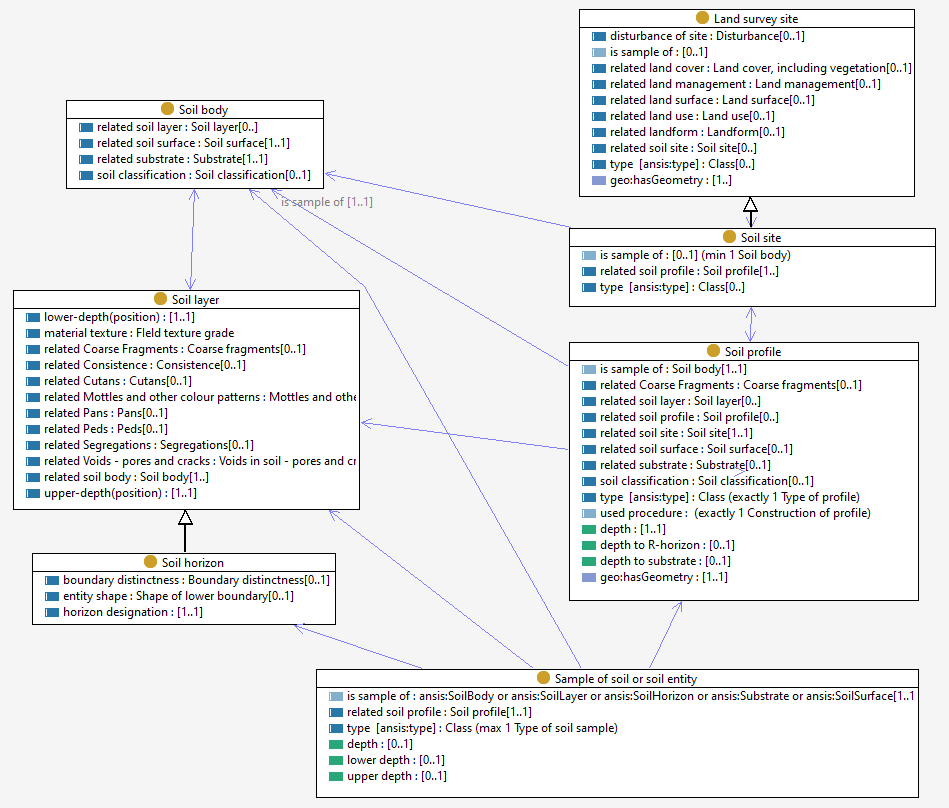 Land survey site
disturbance of site : Disturbance[0..1]
is sample of : [0..1]
related land cover : Land cover, including vegetation[0..1]
related land management : Land management[0..1]
related land surface : Land surface[0..1]
related land use : Land use[0..1]
related landform : Landform[0..1]
related soil site : Soil site[0..]
type [ansis:type] : Class[0..]
geo:hasGeometry : [1..]
Soil body
related soil layer : Soil layer[0..]
related soil surface : Soil surface[1..1]
related substrate : Substrate[1..1]
soil classification : Soil classification[0..1]
is sample of [1..1]
Soil site
is sample of : [0..1] (min 1 Soil body)
related soil profile : Soil profile[1..]
type [ansis:type] : Class[0..]
Soil layer
lower-depth(position) : [1..1]
material texture : FIeld texture grade
related Coarse Fragments : Coarse fragments[0..1]
related Consistence : Consistence[0..1]
related Cutans : Cutans[0..1]
related Mottles and other colour patterns : Mottles and othe
related Pans : Pans[0..1]
related Peds : Peds[0..1]
related Segregations : Segregations[0..1]
related Voids - pores and cracks : Voids in soil - pores and cr
related soil body : Soil body[1..]
upper-depth(position) : [1..1]
Soil profile
is sample of : Soil body[1..1]
related Coarse Fragments : Coarse fragments[0..1]
related soil layer : Soil layer[0..]
related soil profile : Soil profile[0..]
related soil site : Soil site[1..1]
related soil surface : Soil surface[0..1]
related substrate : Substrate[0..1]
soil classification : Soil classification[0..1]
type [ansis:type] : Class (exactly 1 Type of profile)
used procedure : (exactly 1 Construction of profile)
depth : [1..1]
depth to R-horizon : [0..1]
depth to substrate : [0..1]
geo:hasGeometry : [1..1]
Soil horizon
boundary distinctness : Boundary distinctness[0..1]
entity shape : Shape of lower boundary[0..1]
horizon designation : [1..1]
Sample of soil or soil entity
is sample of : ansis:SoilBody or ansis:SoilLayer or ansis:SoilHorizon or ansis:Substrate or ansis:SoilSurface[1..1
related soil profile : Soil profile[1..1]
type [ansis:type] : Class (max 1 Type of soil sample)
depth : [0..1]
lower depth : [0..1]
upper depth : [0..1]